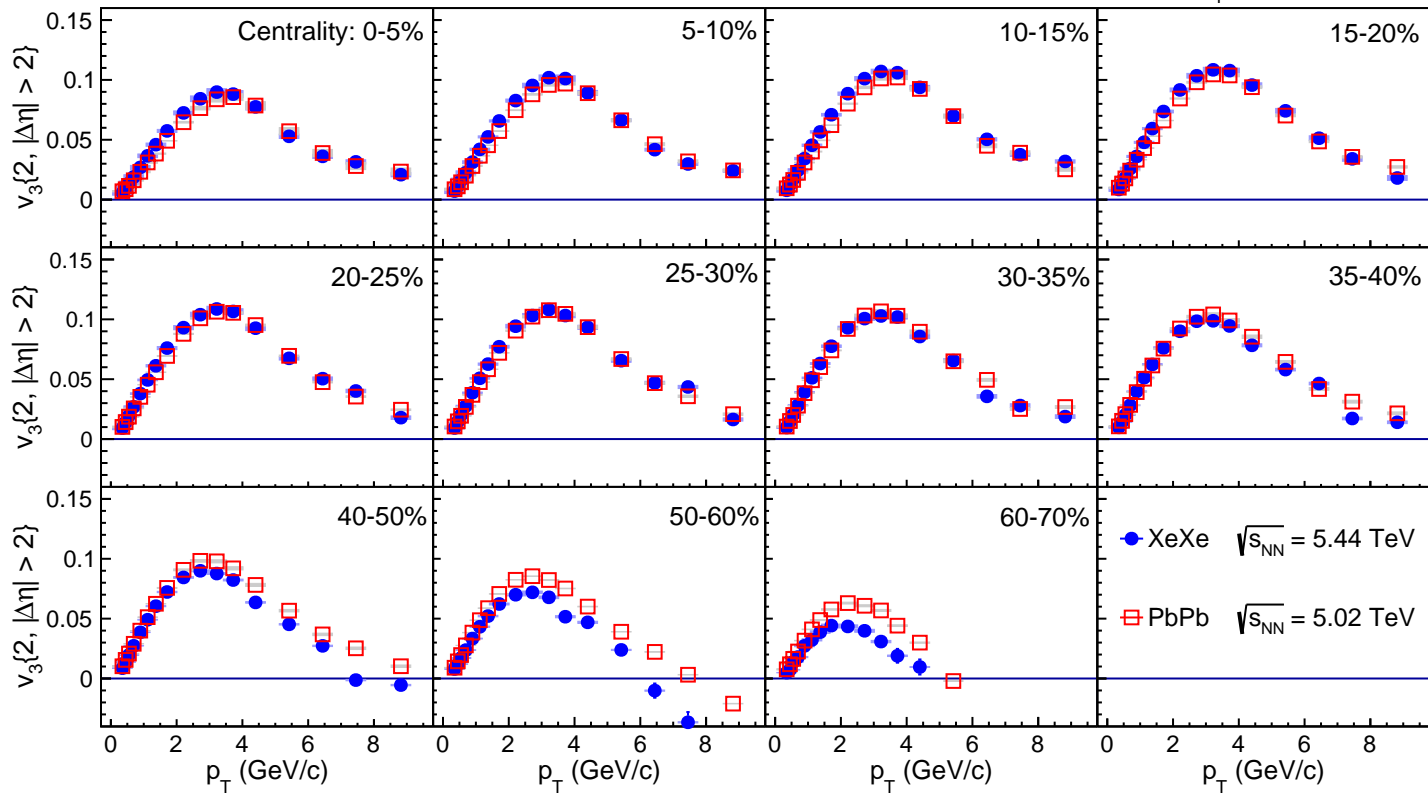 Centrality: 0-5%
5-10%
10-15%
15-20%
0.15
0.1
0.05
0
v3{2, |Δη| > 2}
20-25%
25-30%
30-35%
35-40%
0.15
0.1
0.05
0
v3{2, |Δη| > 2}
40-50%
50-60%
60-70%
0.15
0.1
0.05
0
v3{2, |Δη| > 2}
XeXe √sNN = 5.44 TeV
PbPb √sNN = 5.02 TeV
0 2 4 6 8
0 2 4 6 8
0 2 4 6 8
0 2 4 6 8
pT (GeV/c)
pT (GeV/c)
pT (GeV/c)
pT (GeV/c)